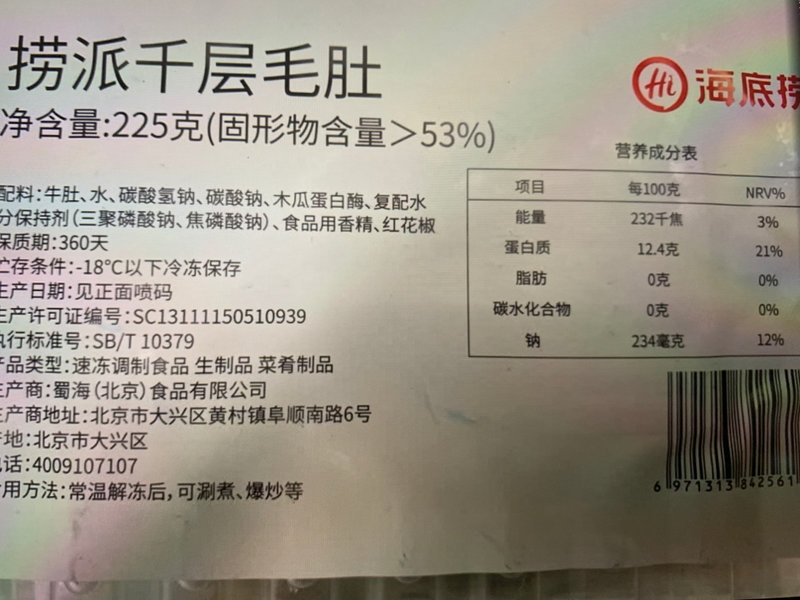 捞派千层毛肚
Hi 海底捞
净含量:225克(固形物含量＞53%)
配料:牛肚、水、碳酸氢钠、碳酸钠、木瓜蛋白酶、复配水
分保持剂(三聚磷酸钠、焦磷酸钠)、食品用香精、红花椒
保质期:360天
贮存条件:-18℃以下冷冻保存
生产日期:见正面喷码
生产许可证编号:SC13111150510939
执行标准号:SB/T 10379
产品类型:速冻调制食品 生制品 菜肴制品
生产商:蜀海(北京)食品有限公司
生产商地址:北京市大兴区黄村镇阜顺南路6号
产地:北京市大兴区
电话:4009107107
食用方法:常温解冻后,可涮煮、爆炒等
营养成分表
项目 每100克 NRV%
能量 232千焦 3%
蛋白质 12.4克 21%
脂肪 0克 0%
碳水化合物 0克 0%
钠 234毫克 12%
6 971313 842561